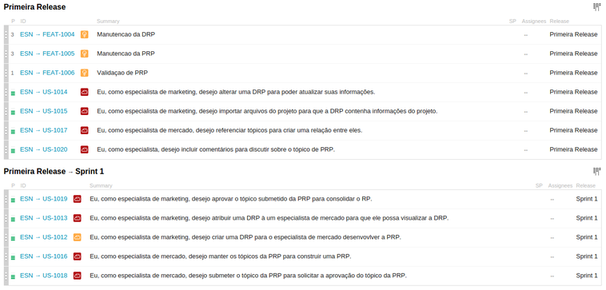 Primeira Release
P ID Summary SP Assignees Release
3 ESN → FEAT-1004 Manutencao da DRP -- Primeira Release
3 ESN → FEAT-1005 Manutencao da PRP -- Primeira Release
1 ESN → FEAT-1006 Validaçao de PRP -- Primeira Release
ESN → US-1014 Eu, como especialista de marketing, desejo alterar uma DRP para poder atualizar suas informações. -- Primeira Release
ESN → US-1015 Eu, como especialista de marketing, desejo importar arquivos do projeto para que a DRP contenha informações do projeto. -- Primeira Release
ESN → US-1017 Eu, como especialista de mercado, desejo referenciar tópicos para criar uma relação entre eles. -- Primeira Release
ESN → US-1020 Eu, como especialista, desejo incluir comentários para discutir sobre o tópico de PRP. -- Primeira Release
Primeira Release → Sprint 1
P ID Summary SP Assignees Release
ESN → US-1019 Eu, como especialista de marketing, desejo aprovar o tópico submetido da PRP para consolidar o RP. -- Sprint 1
ESN → US-1013 Eu, como especialista de marketing, desejo atribuir uma DRP à um especialista de mercado para que ele possa visualizar a DRP. -- Sprint 1
ESN → US-1012 Eu, como especialista de marketing, desejo criar uma DRP para o especialista de mercado desenvovlver a PRP. -- Sprint 1
ESN → US-1016 Eu, como especialista de mercado, desejo manter os tópicos da PRP para construir uma PRP. -- Sprint 1
ESN → US-1018 Eu, como especialista de mercado, desejo submeter o tópico da PRP para solicitar a aprovação do tópico da PRP. -- Sprint 1